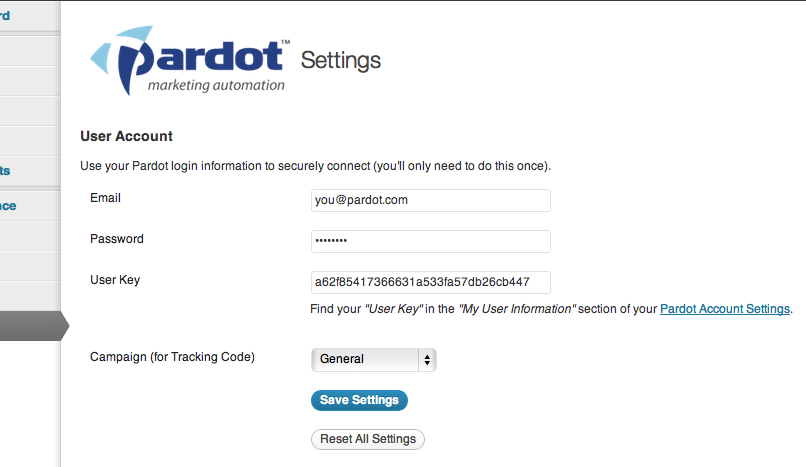 rd
pardot™ Settings
marketing automation
User Account
Use your Pardot login information to securely connect (you'll only need to do this once).
ts
Email you@pardot.com
nce
Password ••••••••
User Key a62f85417366631a533fa57db26cb447
Find your "User Key" in the "My User Information" section of your Pardot Account Settings.
Campaign (for Tracking Code) General
Save Settings
Reset All Settings